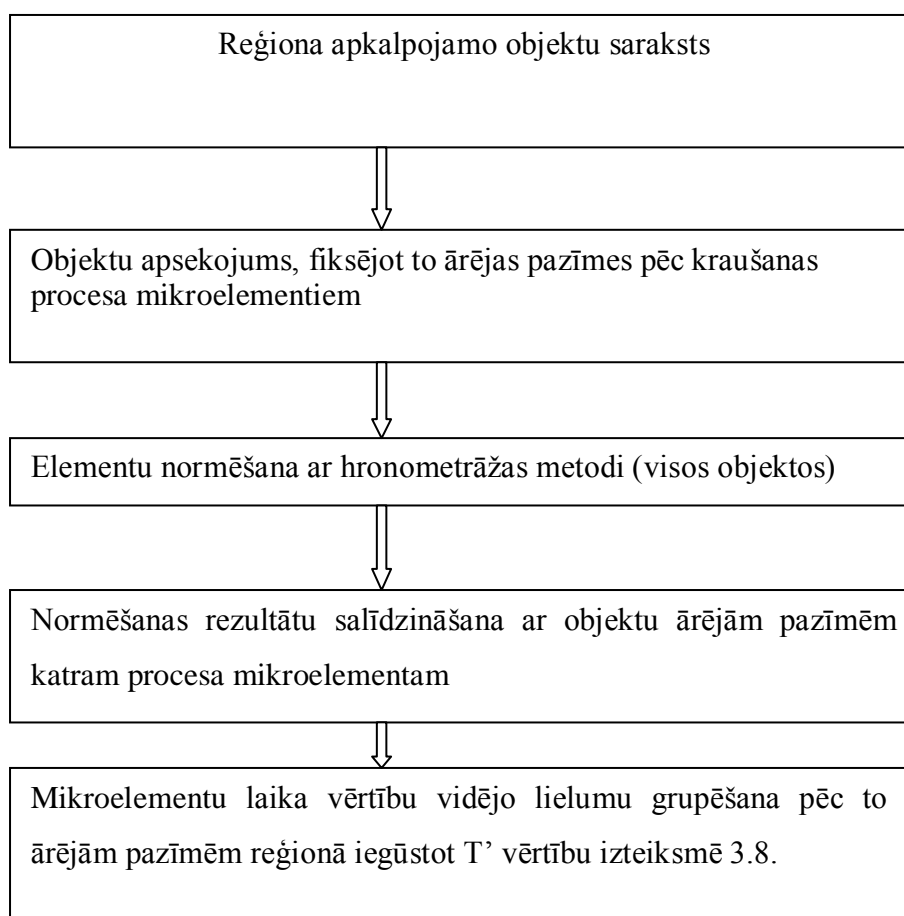 Reģiona apkalpojamo objektu saraksts
Objektu apsekojums, fiksējot to ārējas pazīmes pēc kraušanas
procesa mikroelementiem
Elementu normēšana ar hronometrāžas metodi (visos objektos)
Normēšanas rezultātu salīdzināšana ar objektu ārējām pazīmēm
katram procesa mikroelementam
Mikroelementu laika vērtību vidējo lielumu grupēšana pēc to
ārējām pazīmēm reģionā iegūstot T’ vērtību izteiksmē 3.8.